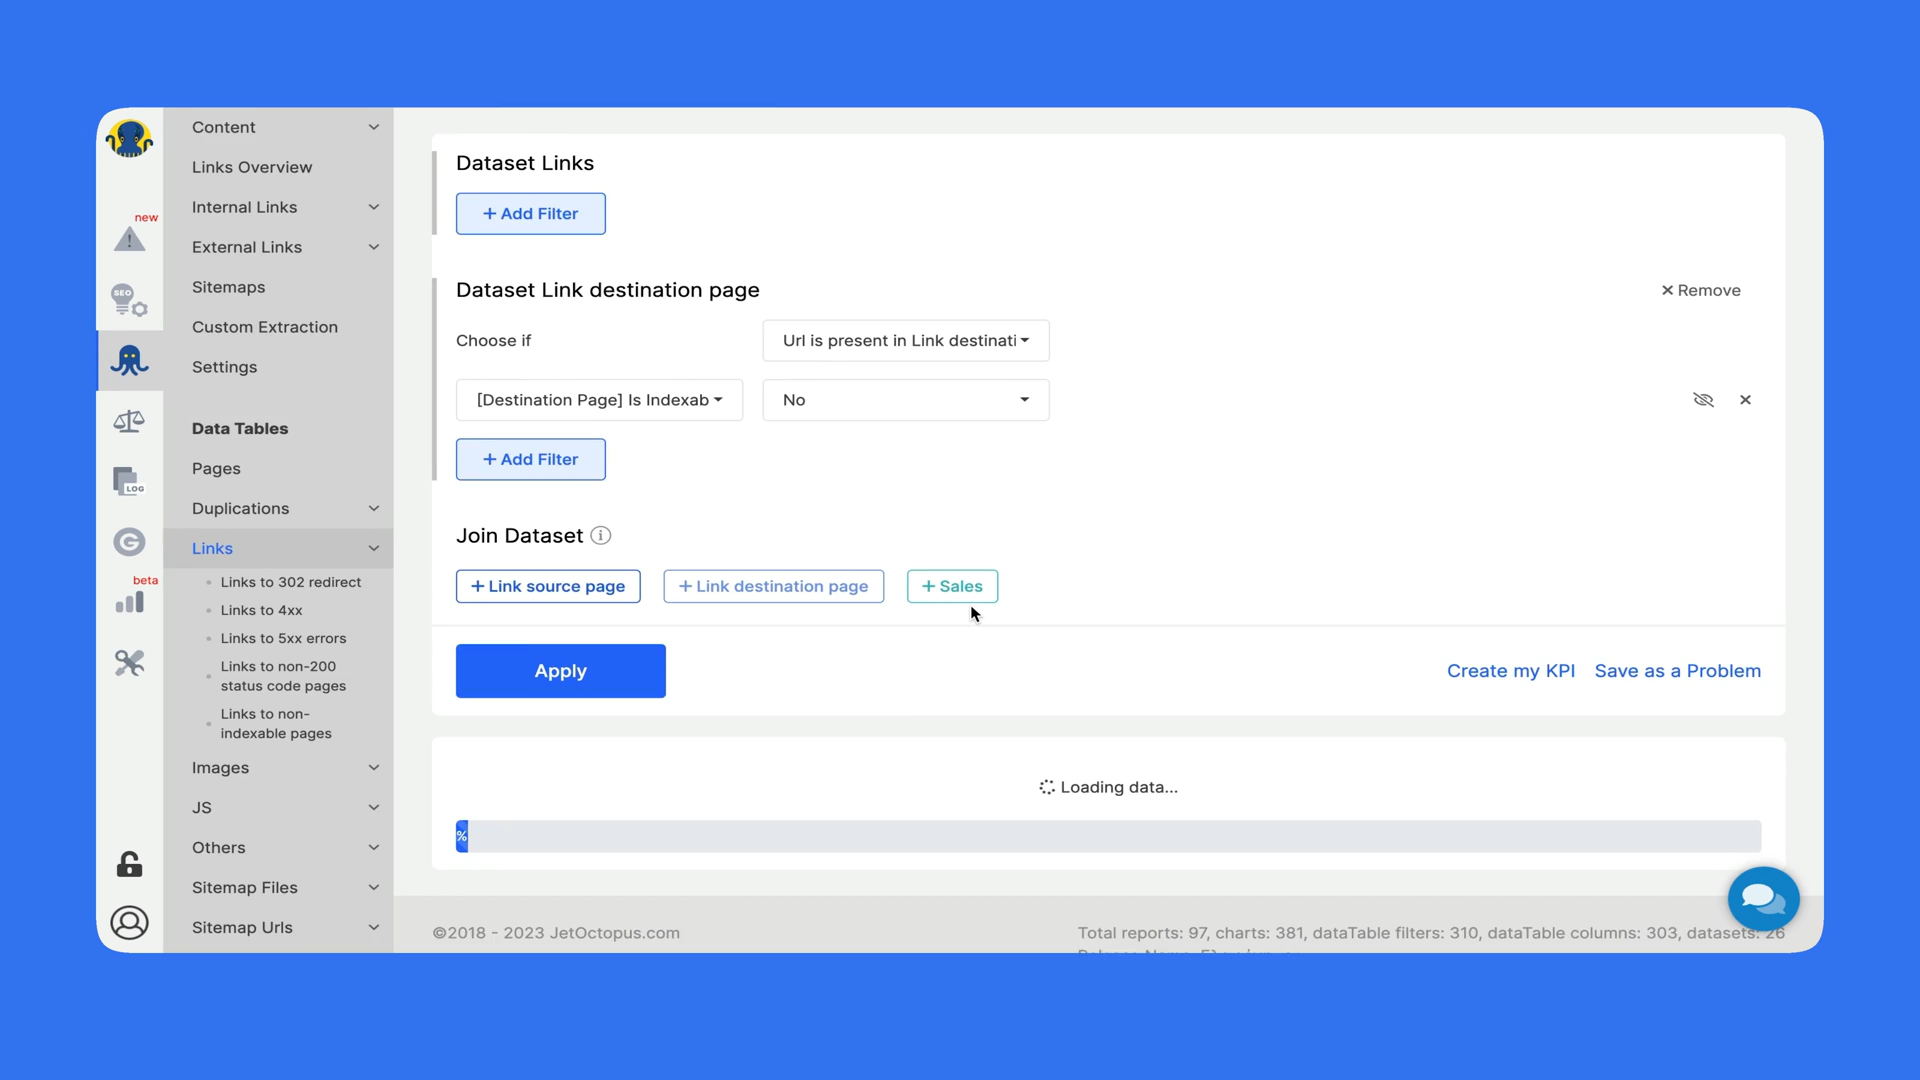 new
SEO
LOG
G
beta
Content
Links Overview
Internal Links
External Links
Sitemaps
Custom Extraction
Settings
Data Tables
Pages
Duplications
Links
Links to 302 redirect
Links to 4xx
Links to 5xx errors
Links to non-200
status code pages
Links to non-
indexable pages
Images
JS
Others
Sitemap Files
Sitemap Urls
Dataset Links
+ Add Filter
Dataset Link destination page
× Remove
Choose if
Url is present in Link destinati
[Destination Page] Is Indexab
No
+ Add Filter
Join Dataset
+ Link source page
+ Link destination page
+ Sales
Apply
Create my KPI
Save as a Problem
Loading data...
%
©2018 - 2023 JetOctopus.com
Total reports: 97, charts: 381, dataTable filters: 310, dataTable columns: 303, datasets: 26